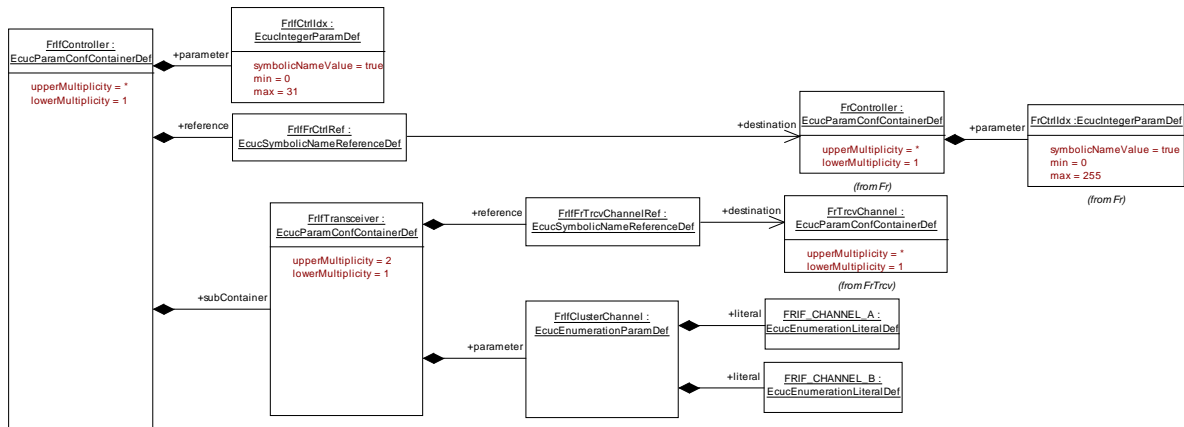 FrIfController :
EcucParamConfContainerDef
upperMultiplicity = *
lowerMultiplicity = 1
+parameter
FrIfCtrlIdx :
EcucIntegerParamDef
symbolicNameValue = true
min = 0
max = 31
+reference
FrIfFrCtrlRef :
EcucSymbolicNameReferenceDef
+destination
FrController :
EcucParamConfContainerDef
upperMultiplicity = *
lowerMultiplicity = 1
(from Fr)
+parameter
FrCtrlIdx :EcucIntegerParamDef
symbolicNameValue = true
min = 0
max = 255
(from Fr)
+subContainer
FrIfTransceiver :
EcucParamConfContainerDef
upperMultiplicity = 2
lowerMultiplicity = 1
+reference
FrIfFrTrcvChannelRef :
EcucSymbolicNameReferenceDef
+destination
FrTrcvChannel :
EcucParamConfContainerDef
upperMultiplicity = *
lowerMultiplicity = 1
(from FrTrcv)
+parameter
FrIfClusterChannel :
EcucEnumerationParamDef
+literal
FRIF_CHANNEL_A :
EcucEnumerationLiteralDef
+literal
FRIF_CHANNEL_B :
EcucEnumerationLiteralDef